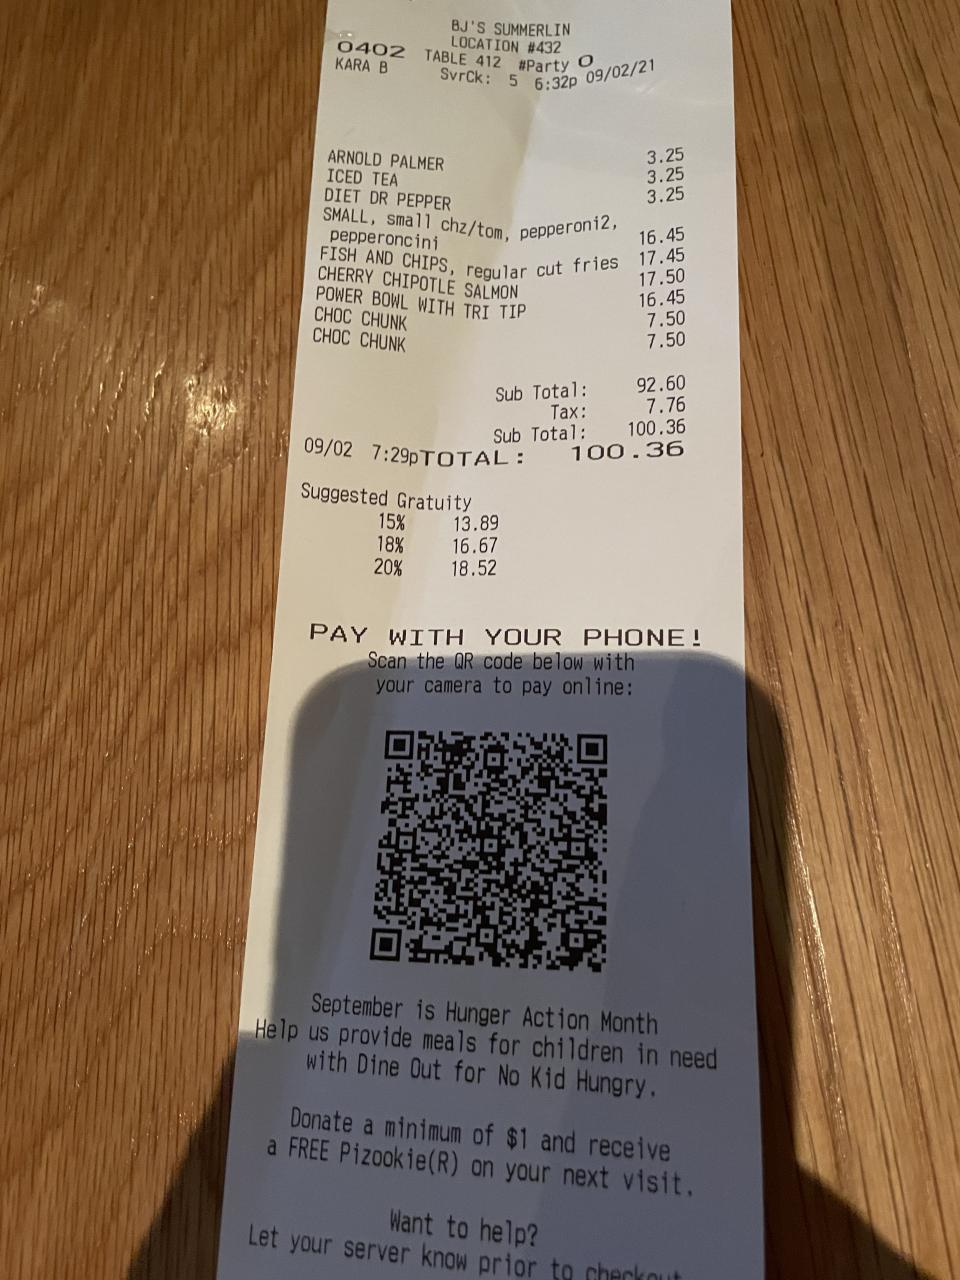 BJ'S SUMMERLIN
LOCATION #432
0402 TABLE 412 #Party 0
KARA B SvrCk: 5 6:32p 09/02/21
ARNOLD PALMER 3.25
ICED TEA 3.25
DIET DR PEPPER 3.25
SMALL, small chz/tom, pepperoni2,
pepperoncini 16.45
FISH AND CHIPS, regular cut fries 17.45
CHERRY CHIPOTLE SALMON 17.50
POWER BOWL WITH TRI TIP 16.45
CHOC CHUNK 7.50
CHOC CHUNK 7.50
Sub Total: 92.60
Tax: 7.76
Sub Total: 100.36
09/02 7:29pTOTAL: 100.36
Suggested Gratuity
15% 13.89
18% 16.67
20% 18.52
PAY WITH YOUR PHONE!
Scan the QR code below with
your camera to pay online:
September is Hunger Action Month
Help us provide meals for children in need
with Dine Out for No Kid Hungry.
Donate a minimum of $1 and receive
a FREE Pizookie(R) on your next visit.
Want to help?
Let your server know prior to checkout